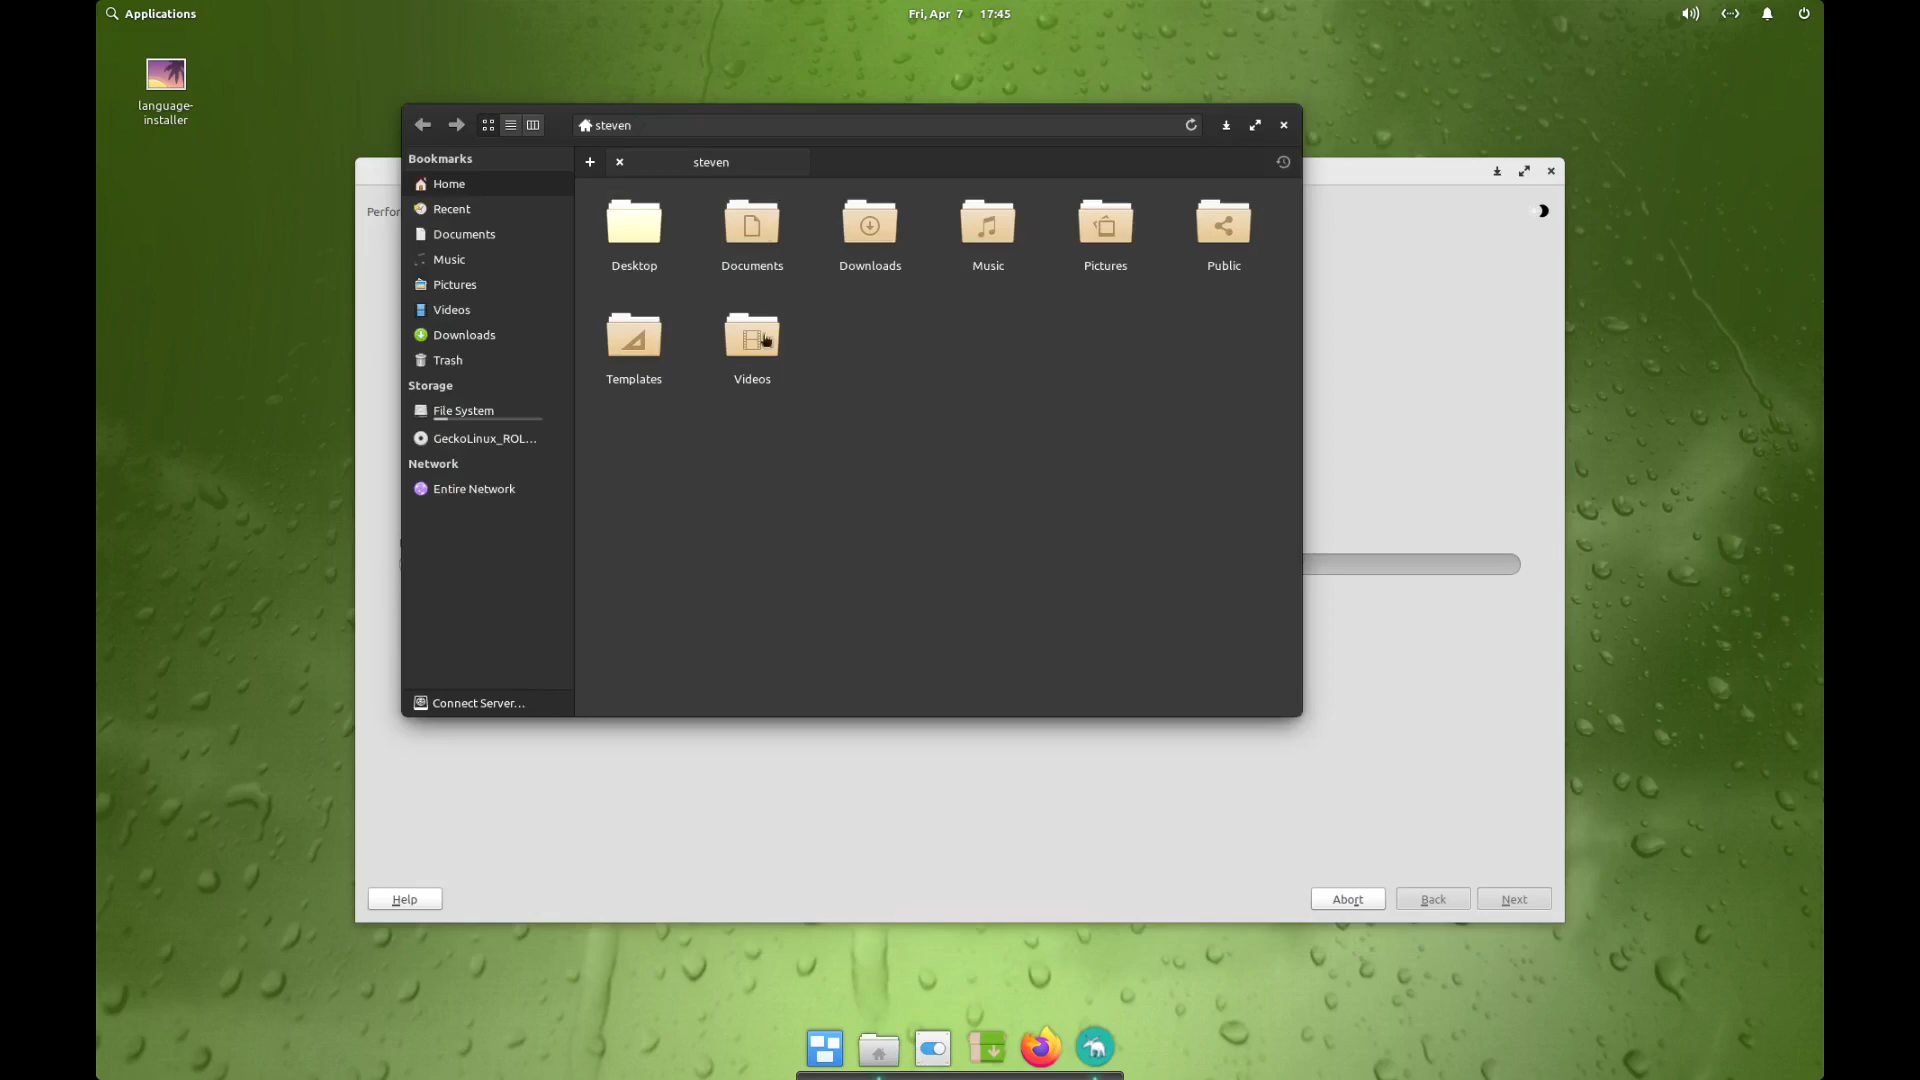 Applications
Fri, Apr 7 17:45
language-
installer
steven
Bookmarks
steven
Home
Recent
Documents
Music
Pictures
Videos
Downloads
Trash
Storage
File System
GeckoLinux_ROL...
Network
Entire Network
Connect Server...
Desktop
Documents
Downloads
Music
Pictures
Public
Templates
Videos
Perfor
Help
Abort
Back
Next